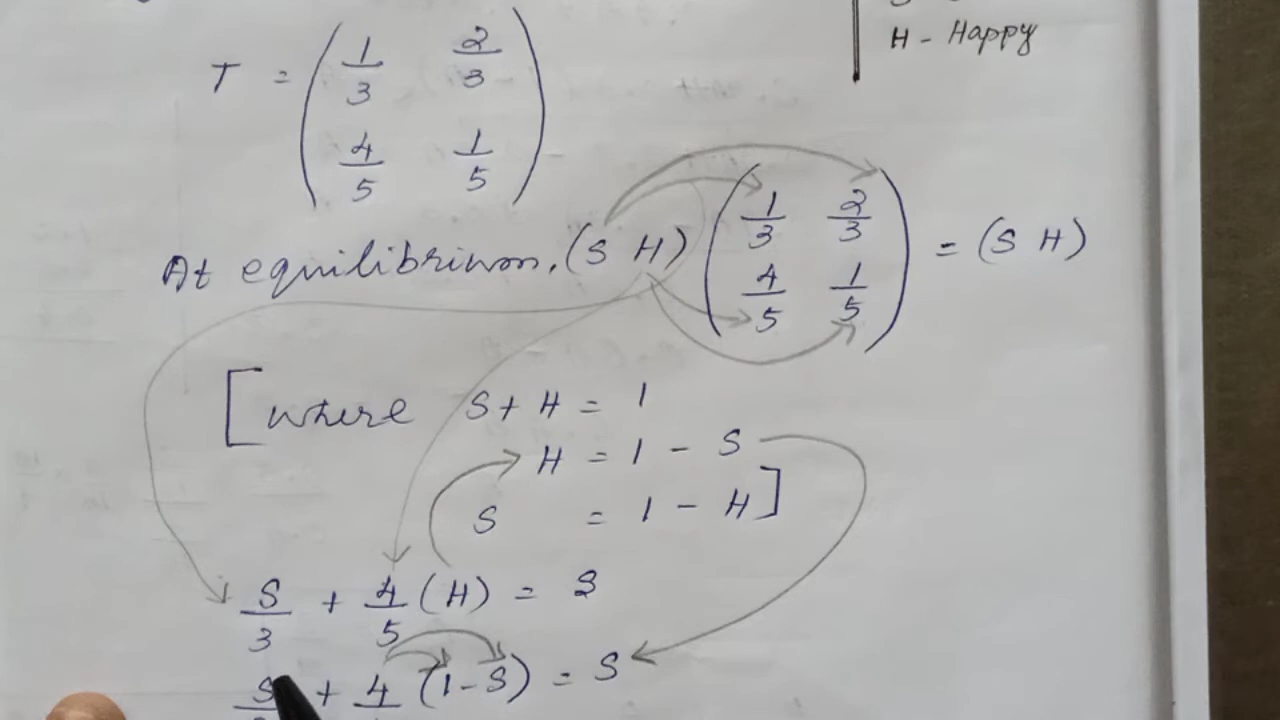 H - Happy
T = ( 1/3 2/3
4/5 1/5 )
At equilibrium, (S H) ( 1/3 2/3
4/5 1/5 ) = (S H)
[where S + H = 1
H = 1 - S
S = 1 - H]
S/3 + 4/5 (H) = S
S + 4 (1 - S) = S